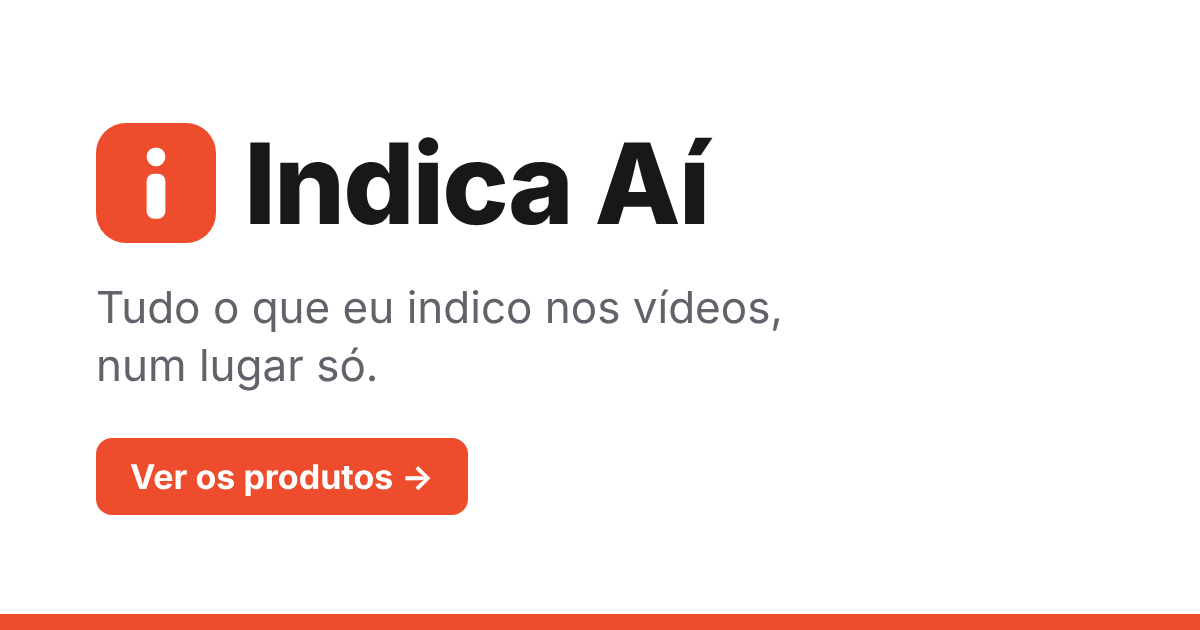 i Indica Aí
Tudo o que eu indico nos vídeos,
num lugar só.
Ver os produtos →